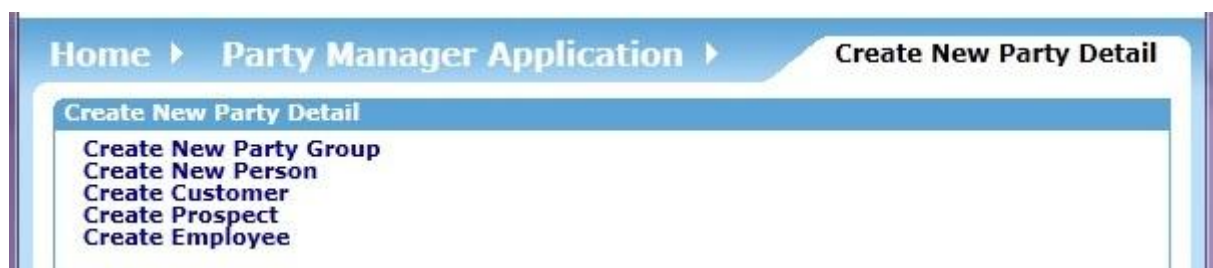 Home Party Manager Application Create New Party Detail
Create New Party Detail
Create New Party Group
Create New Person
Create Customer
Create Prospect
Create Employee